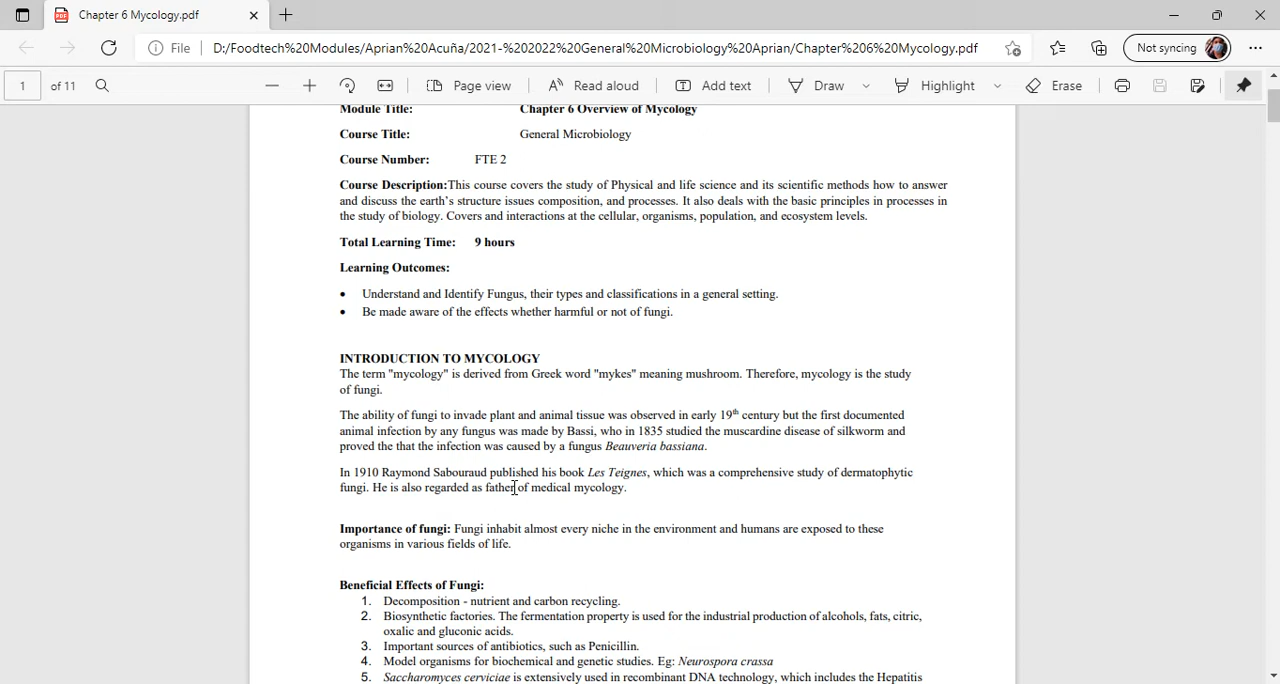 Chapter 6 Mycology.pdf
File D:/Foodtech%20Modules/Aprian%20Acuña/2021-%202022%20General%20Microbiology%20Aprian/Chapter%206%20Mycology.pdf Not syncing
1 of 11 Page view Read aloud Add text Draw Highlight Erase
Module Title: Chapter 6 Overview of Mycology
Course Title: General Microbiology
Course Number: FTE 2
Course Description:This course covers the study of Physical and life science and its scientific methods how to answer
and discuss the earth's structure issues composition, and processes. It also deals with the basic principles in processes in
the study of biology. Covers and interactions at the cellular, organisms, population, and ecosystem levels.
Total Learning Time: 9 hours
Learning Outcomes:
• Understand and Identify Fungus, their types and classifications in a general setting.
• Be made aware of the effects whether harmful or not of fungi.
INTRODUCTION TO MYCOLOGY
The term "mycology" is derived from Greek word "mykes" meaning mushroom. Therefore, mycology is the study
of fungi.
The ability of fungi to invade plant and animal tissue was observed in early 19th century but the first documented
animal infection by any fungus was made by Bassi, who in 1835 studied the muscardine disease of silkworm and
proved the that the infection was caused by a fungus Beauveria bassiana.
In 1910 Raymond Sabouraud published his book Les Teignes, which was a comprehensive study of dermatophytic
fungi. He is also regarded as father of medical mycology.
Importance of fungi: Fungi inhabit almost every niche in the environment and humans are exposed to these
organisms in various fields of life.
Beneficial Effects of Fungi:
1. Decomposition - nutrient and carbon recycling.
2. Biosynthetic factories. The fermentation property is used for the industrial production of alcohols, fats, citric,
oxalic and gluconic acids.
3. Important sources of antibiotics, such as Penicillin.
4. Model organisms for biochemical and genetic studies. Eg: Neurospora crassa
5. Saccharomyces cerviciae is extensively used in recombinant DNA technology, which includes the Hepatitis